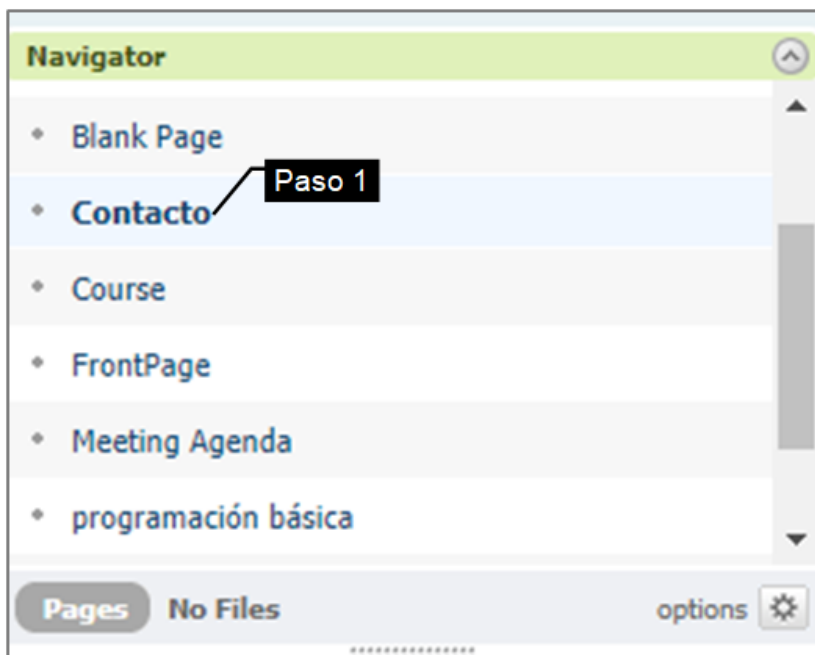 Navigator
Blank Page
Paso 1
Contacto
Course
FrontPage
Meeting Agenda
programación básica
Pages No Files options